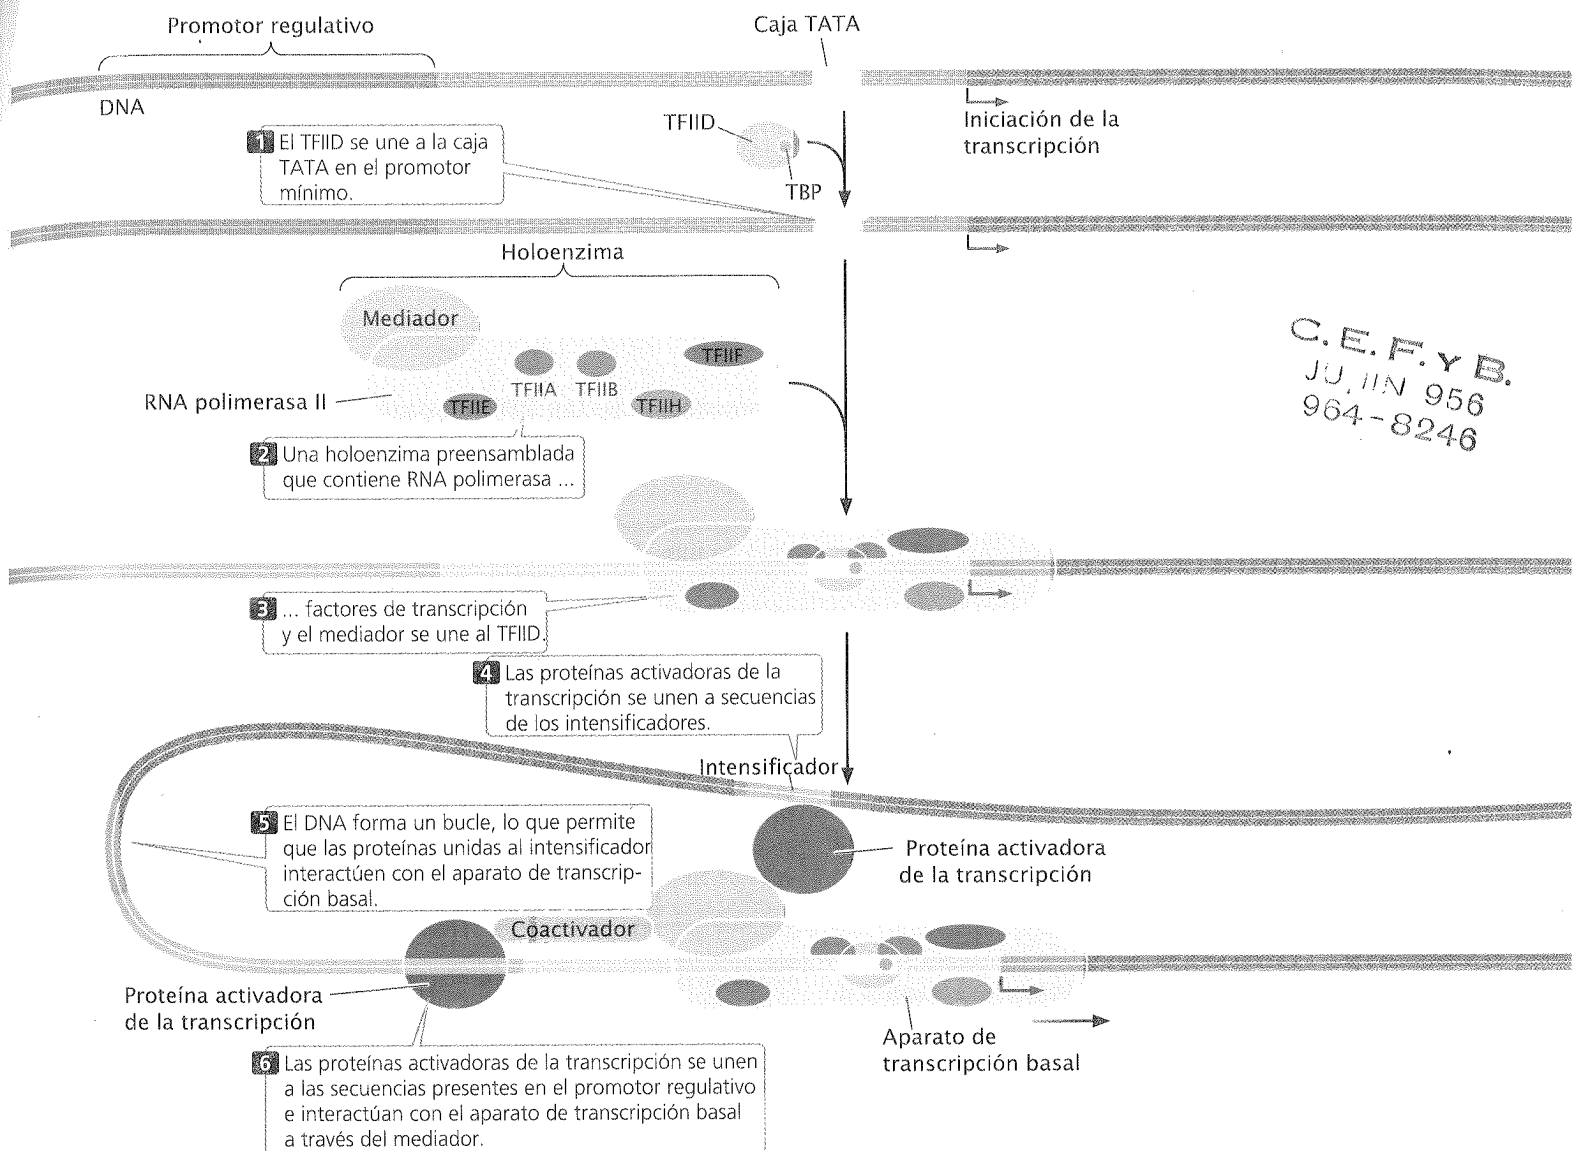 Promotor regulativo
Caja TATA
DNA
TFIID
TBP
Iniciación de la
transcripción
1 El TFIID se une a la caja
TATA en el promotor
mínimo.
Holoenzima
Mediador
TFIIF
TFIIA
TFIIB
TFIIE
TFIIH
RNA polimerasa II
2 Una holoenzima preensamblada
que contiene RNA polimerasa ...
C.E.F. Y B.
956
964-8246
3 ... factores de transcripción
y el mediador se une al TFIID.
4 Las proteínas activadoras de la
transcripción se unen a secuencias
de los intensificadores.
Intensificador
5 El DNA forma un bucle, lo que permite
que las proteínas unidas al intensificador
interactúen con el aparato de transcrip-
ción basal.
Proteína activadora
de la transcripción
Coactivador
Proteína activadora
de la transcripción
Aparato de
transcripción basal
6 Las proteínas activadoras de la transcripción se unen
a las secuencias presentes en el promotor regulativo
e interactúan con el aparato de transcripción basal
a través del mediador.